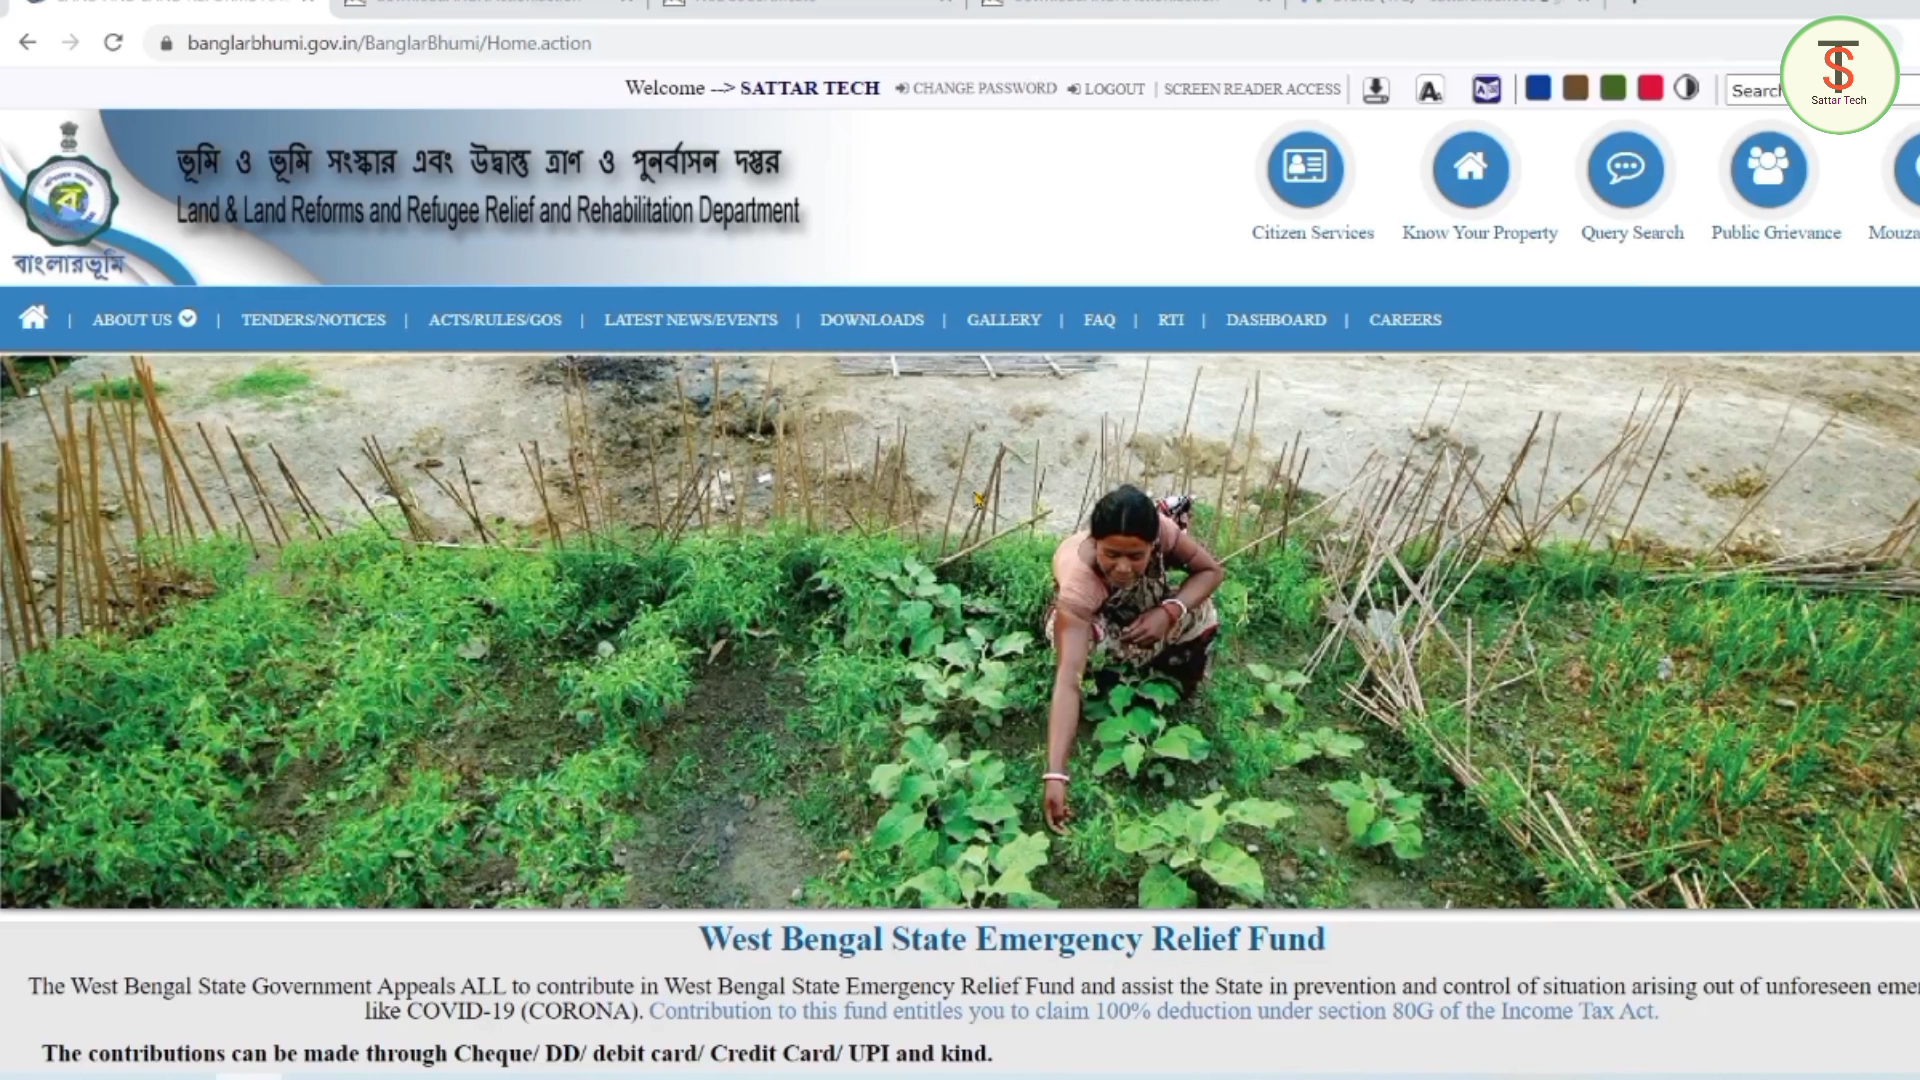 banglarbhumi.gov.in/BanglarBhumi/Home.action
Welcome --> SATTAR TECH CHANGE PASSWORD LOGOUT | SCREEN READER ACCESS
Search
Sattar Tech
ভূমি ও ভূমি সংস্কার এবং উদ্বাস্তু ত্রাণ ও পুনর্বাসন দপ্তর
Land & Land Reforms and Refugee Relief and Rehabilitation Department
বাংলারভূমি
Citizen Services Know Your Property Query Search Public Grievance Mouza
ABOUT US | TENDERS/NOTICES | ACTS/RULES/GOS | LATEST NEWS/EVENTS | DOWNLOADS | GALLERY | FAQ | RTI | DASHBOARD | CAREERS
West Bengal State Emergency Relief Fund
The West Bengal State Government Appeals ALL to contribute in West Bengal State Emergency Relief Fund and assist the State in prevention and control of situation arising out of unforeseen
like COVID-19 (CORONA). Contribution to this fund entitles you to claim 100% deduction under section 80G of the Income Tax Act.
The contributions can be made through Cheque/ DD/ debit card/ Credit Card/ UPI and kind.